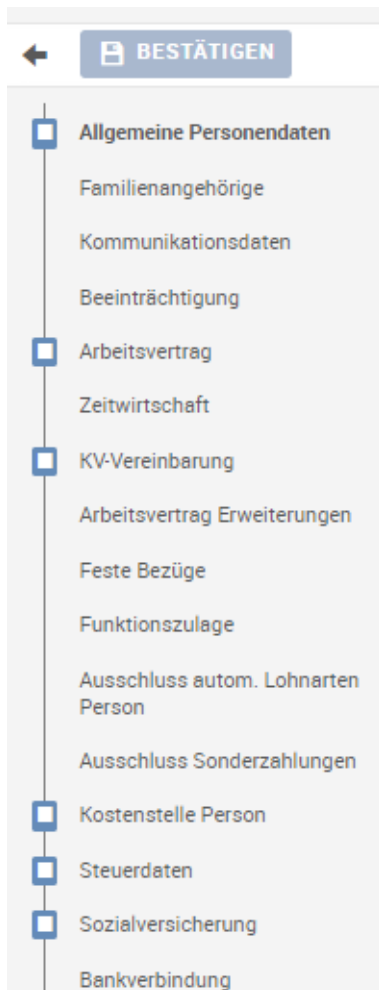 BESTÄTIGEN
Allgemeine Personendaten
Familienangehörige
Kommunikationsdaten
Beeinträchtigung
Arbeitsvertrag
Zeitwirtschaft
KV-Vereinbarung
Arbeitsvertrag Erweiterungen
Feste Bezüge
Funktionszulage
Ausschluss autom. Lohnarten
Person
Ausschluss Sonderzahlungen
Kostenstelle Person
Steuerdaten
Sozialversicherung
Bankverbindung